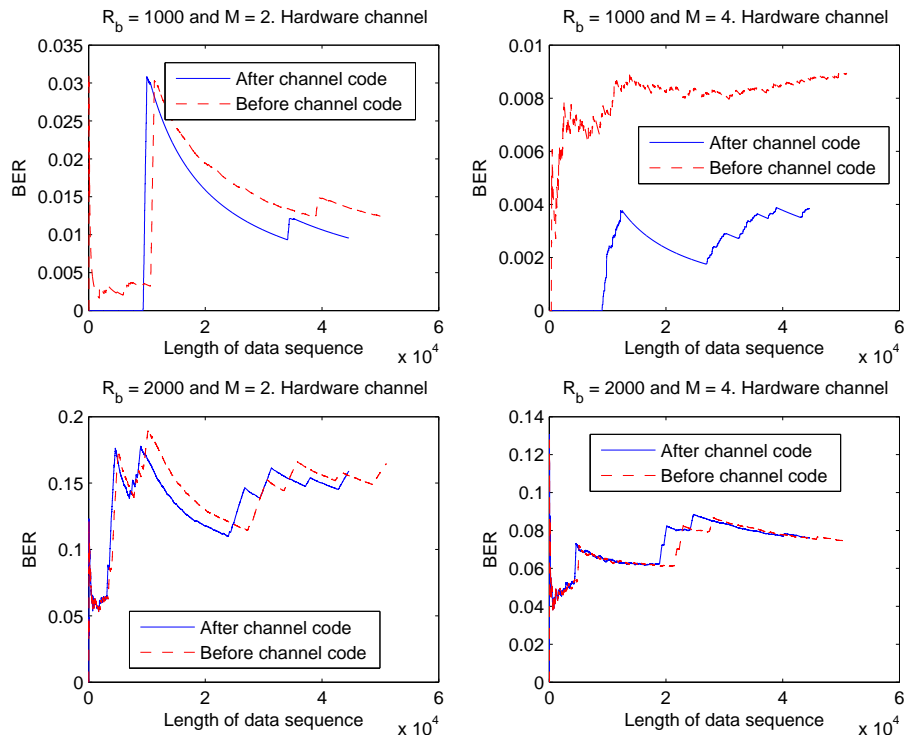 R_b = 1000 and M = 2. Hardware channel
0.035
0.03
0.025
0.02
0.015
0.01
0.005
0
BER
After channel code
Before channel code
0
2
4
6
x 10^4
Length of data sequence
R_b = 1000 and M = 4. Hardware channel
0.01
0.008
0.006
0.004
0.002
0
BER
After channel code
Before channel code
0
2
4
6
x 10^4
Length of data sequence
R_b = 2000 and M = 2. Hardware channel
0.2
0.15
0.1
0.05
0
BER
After channel code
Before channel code
0
2
4
6
x 10^4
Length of data sequence
R_b = 2000 and M = 4. Hardware channel
0.14
0.12
0.1
0.08
0.06
0.04
0.02
0
BER
After channel code
Before channel code
0
2
4
6
x 10^4
Length of data sequence